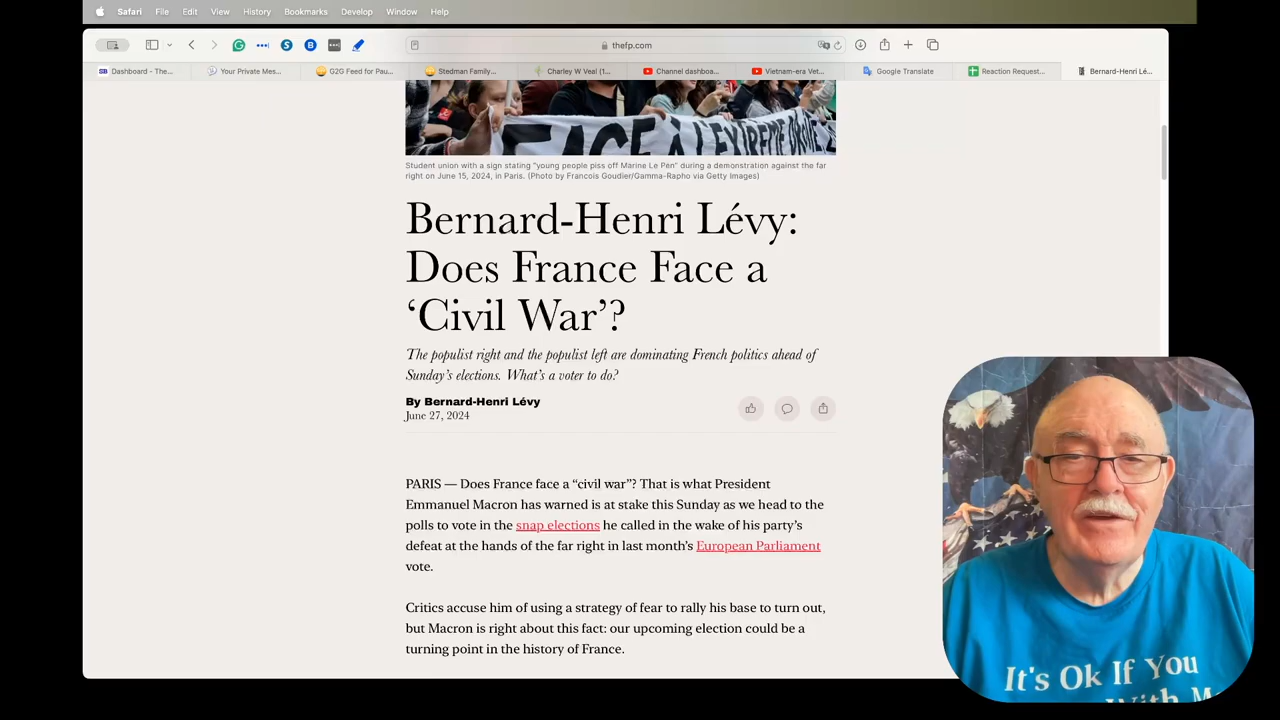 Safari File Edit View History Bookmarks Develop Window Help
thefp.com
Dashboard - The... Your Private Mes... G2G Feed for Pau... Stedman Family... Charley W Veal (1... Channel dashboa... Vietnam-era Vet... Google Translate Reaction Request... Bernard-Henri Lé...
FACE À L'EXTRÊME DROITE
Student union with a sign stating "young people piss off Marine Le Pen" during a demonstration against the far
right on June 15, 2024, in Paris. (Photo by Francois Goudier/Gamma-Rapho via Getty Images)
Bernard-Henri Lévy:
Does France Face a
‘Civil War’?
The populist right and the populist left are dominating French politics ahead of
Sunday’s elections. What’s a voter to do?
By Bernard-Henri Lévy
June 27, 2024
PARIS — Does France face a “civil war”? That is what President
Emmanuel Macron has warned is at stake this Sunday as we head to the
polls to vote in the snap elections he called in the wake of his party’s
defeat at the hands of the far right in last month’s European Parliament
vote.
Critics accuse him of using a strategy of fear to rally his base to turn out,
but Macron is right about this fact: our upcoming election could be a
turning point in the history of France.
It's Ok If You
With Me